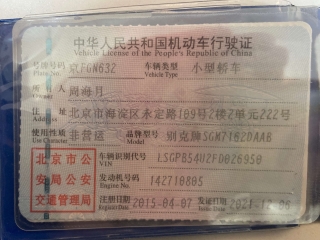 中华人民共和国机动车行驶证
Vehicle License of the People's Republic of China
号牌号码 京FGN632 车辆类型 小型轿车
Plate No. Vehicle Type
所有人 尚海月
Owner
住址 北京市海淀区永定路109号2楼2单元222号
Address
使用性质 非营运 品牌型号 别克牌SGM7182DAAB
Use Character Model
北京市公安局公安交通管理局
车辆识别代号 LSGPB54U2FD026950
VIN
发动机号码 142710805
Engine No.
注册日期 2015-04-07 发证日期 2021-12-06
Register Date Issue Date